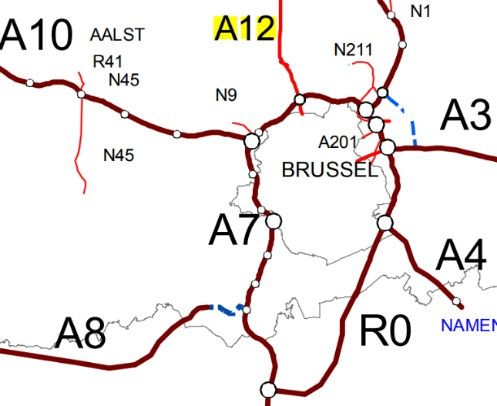 N1
A10
AALST
A12
R41
N45
N211
N9
A3
A201
N45
BRUSSEL
A7
A4
A8
R0
NAMEN